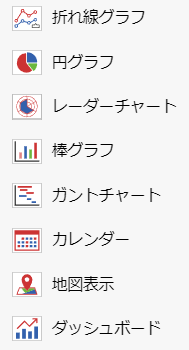 折れ線グラフ
円グラフ
レーダーチャート
棒グラフ
ガントチャート
カレンダー
地図表示
ダッシュボード